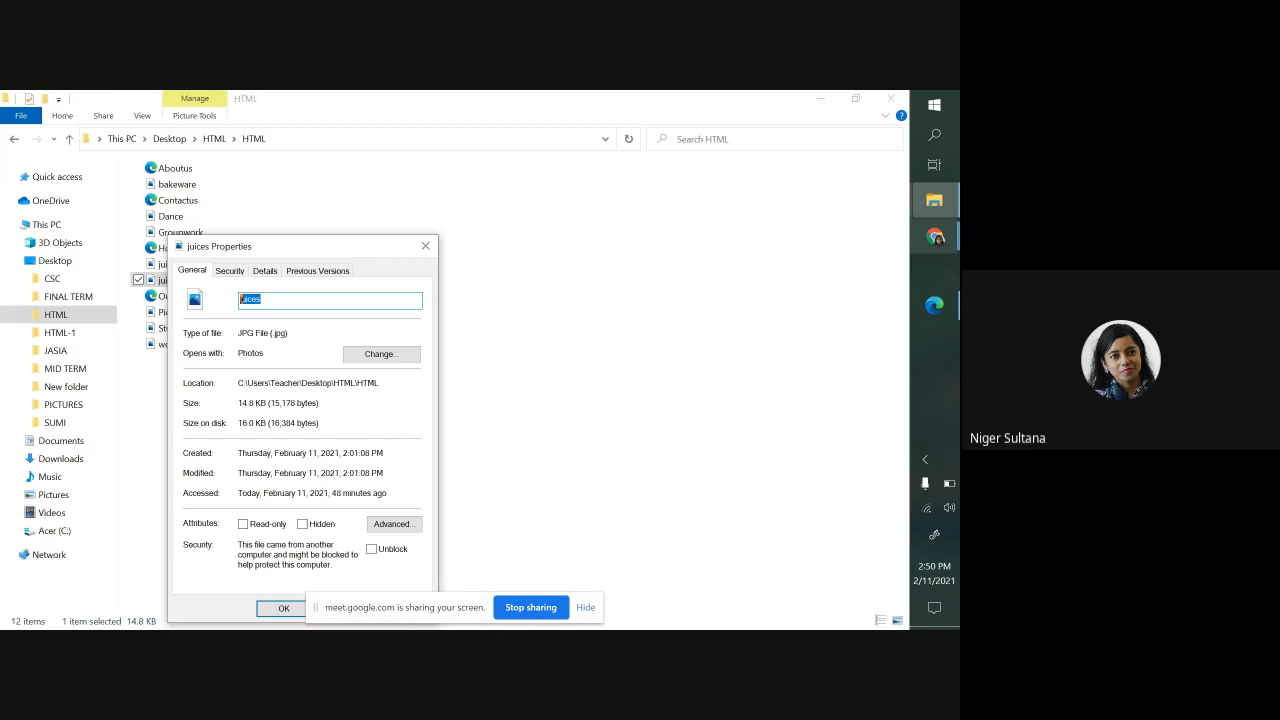 Manage
HTML
File
Home
Share
View
Picture Tools
This PC
Desktop
HTML
HTML
Search HTML
Quick access
OneDrive
This PC
3D Objects
Desktop
CSC
FINAL TERM
HTML
HTML-1
JASIA
MID TERM
New folder
PICTURES
SUMI
Documents
Downloads
Music
Pictures
Videos
Acer (C:)
Network
Aboutus
bakeware
Contactus
Dance
Groupwork
juices Properties
General
Security
Details
Previous Versions
juices
Type of file:
JPG File (.jpg)
Opens with:
Photos
Change...
Location:
C:\Users\Teacher\Desktop\HTML\HTML
Size:
14.8 KB (15,178 bytes)
Size on disk:
16.0 KB (16,384 bytes)
Created:
Thursday, February 11, 2021, 2:01:08 PM
Modified:
Thursday, February 11, 2021, 2:01:08 PM
Accessed:
Today, February 11, 2021, 48 minutes ago
Attributes:
Read-only
Hidden
Advanced...
Security:
This file came from another
computer and might be blocked to
help protect this computer.
Unblock
OK
meet.google.com is sharing your screen.
Stop sharing
Hide
12 items
1 item selected
14.8 KB
2:50 PM
2/11/2021
Niger Sultana